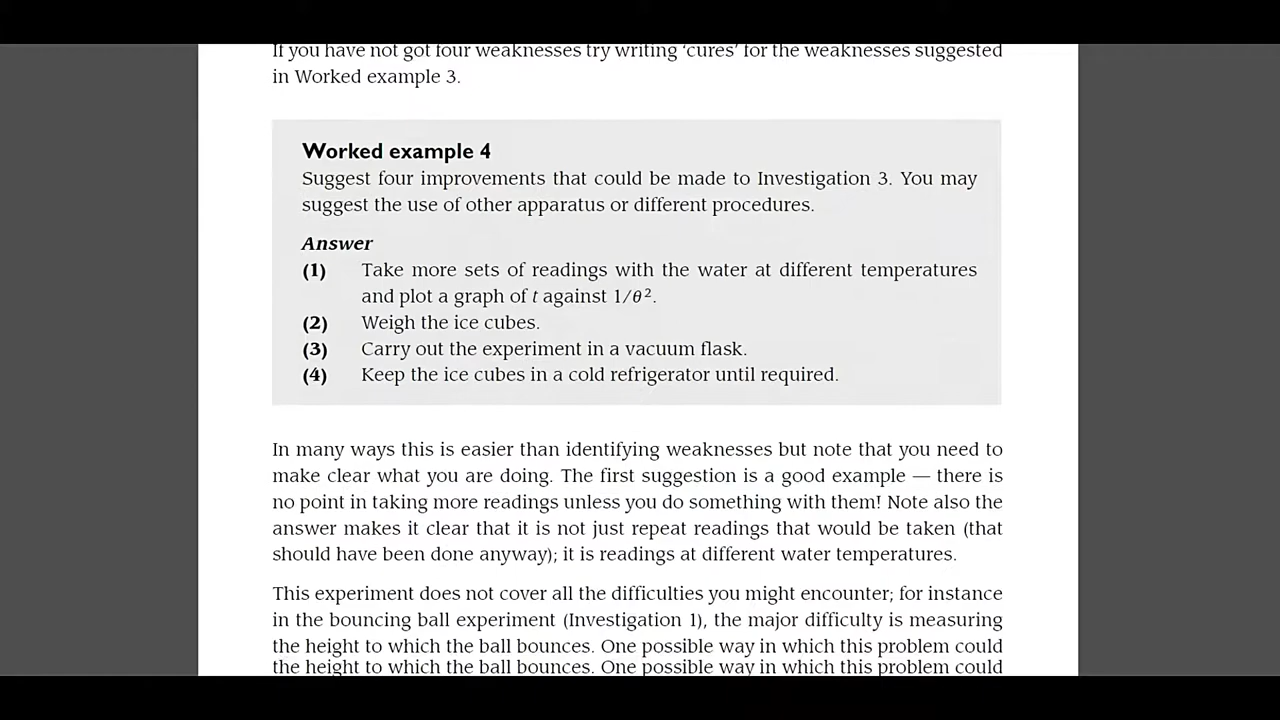 If you have not got four weaknesses try writing ‘cures’ for the weaknesses suggested
in Worked example 3.
Worked example 4
Suggest four improvements that could be made to Investigation 3. You may
suggest the use of other apparatus or different procedures.
Answer
(1) Take more sets of readings with the water at different temperatures
and plot a graph of t against 1/θ².
(2) Weigh the ice cubes.
(3) Carry out the experiment in a vacuum flask.
(4) Keep the ice cubes in a cold refrigerator until required.
In many ways this is easier than identifying weaknesses but note that you need to
make clear what you are doing. The first suggestion is a good example — there is
no point in taking more readings unless you do something with them! Note also the
answer makes it clear that it is not just repeat readings that would be taken (that
should have been done anyway); it is readings at different water temperatures.
This experiment does not cover all the difficulties you might encounter; for instance
in the bouncing ball experiment (Investigation 1), the major difficulty is measuring
the height to which the ball bounces. One possible way in which this problem could
the height to which the ball bounces. One possible way in which this problem could